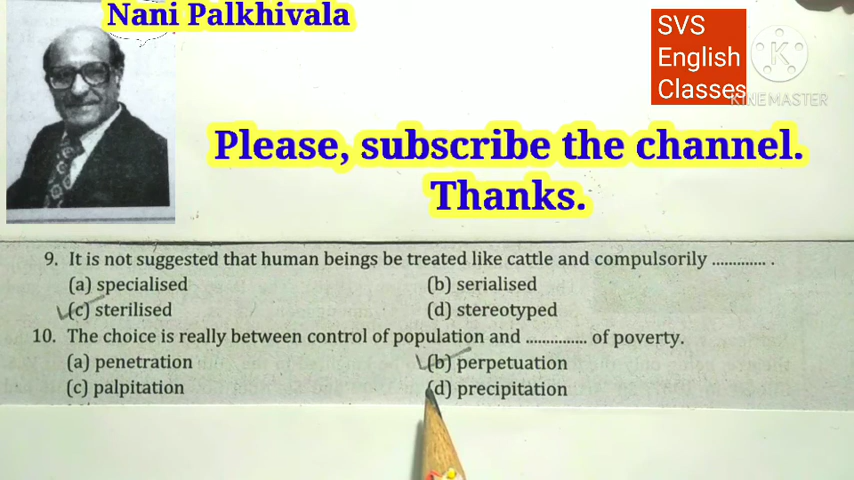 Nani Palkhivala
SVS
English
Classes
K
KINEMASTER
Please, subscribe the channel.
Thanks.
9. It is not suggested that human beings be treated like cattle and compulsorily ............. .
(a) specialised (b) serialised
(c) sterilised (d) stereotyped
10. The choice is really between control of population and ............... of poverty.
(a) penetration (b) perpetuation
(c) palpitation (d) precipitation